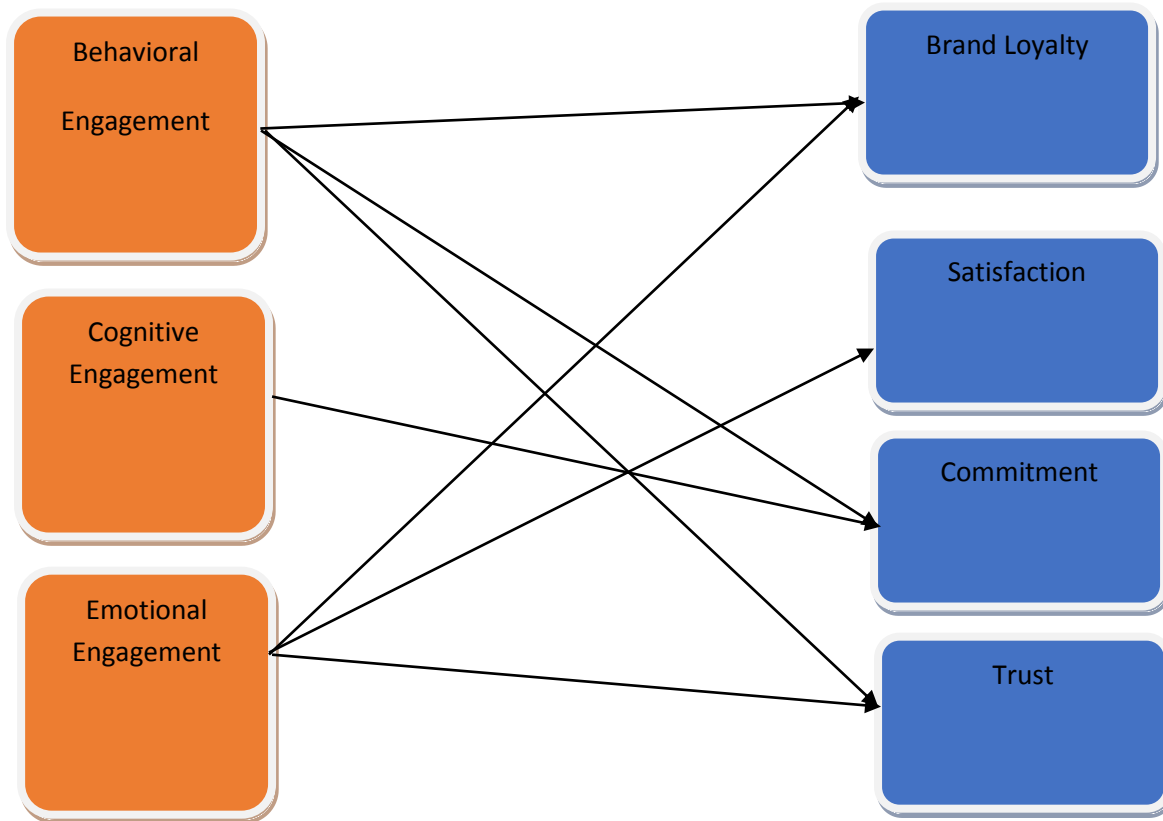 Behavioral
Engagement
Cognitive
Engagement
Emotional
Engagement
Brand Loyalty
Satisfaction
Commitment
Trust